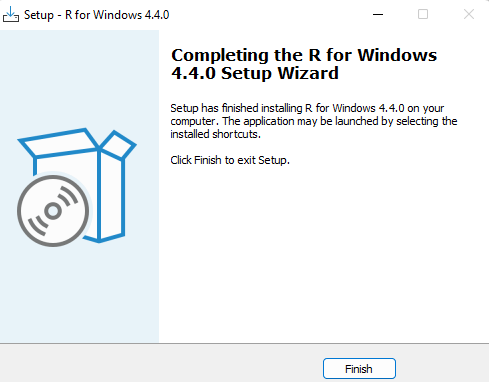 Setup - R for Windows 4.4.0
Completing the R for Windows
4.4.0 Setup Wizard
Setup has finished installing R for Windows 4.4.0 on your
computer. The application may be launched by selecting the
installed shortcuts.
Click Finish to exit Setup.
Finish